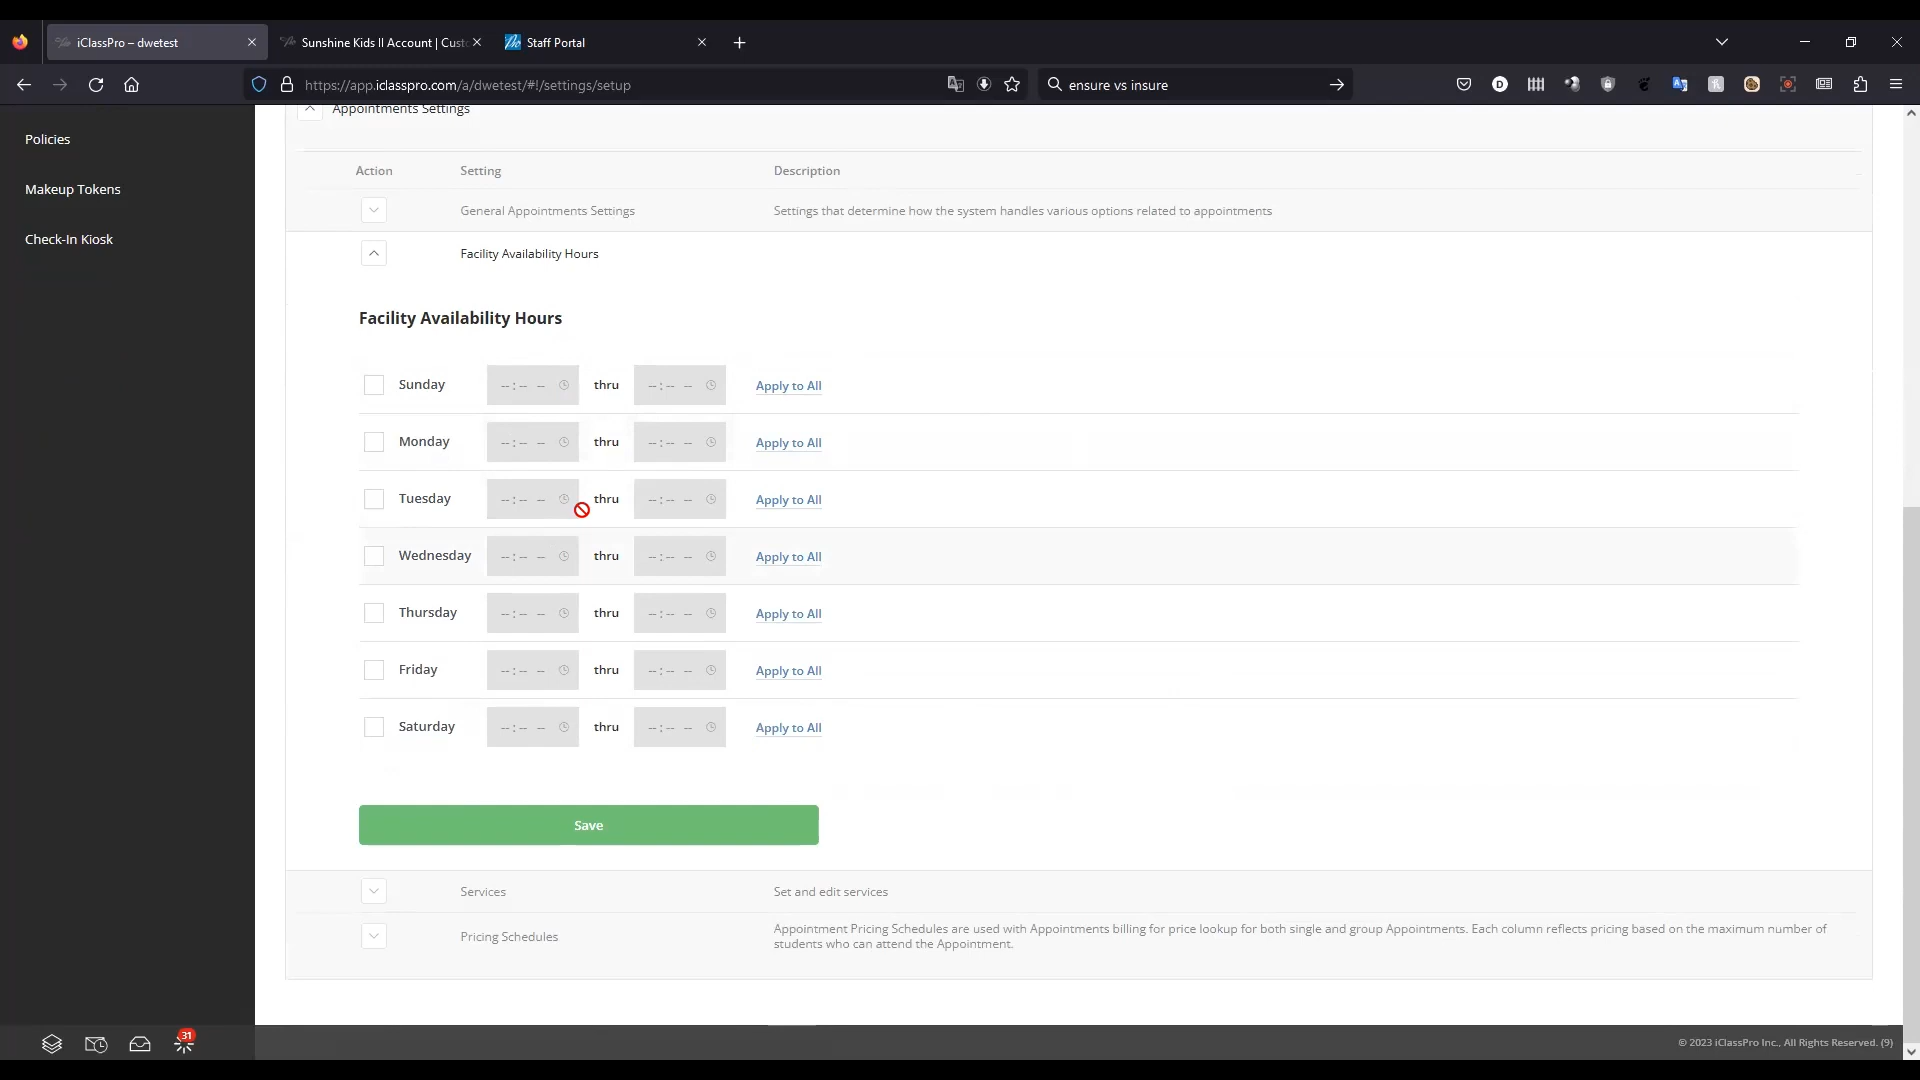 iClassPro – dwetest
Sunshine Kids II Account | Cust
Staff Portal
https://app.iclasspro.com/a/dwetest/#!/settings/setup
ensure vs insure
Policies
Makeup Tokens
Check-In Kiosk
Appointments Settings
Action Setting Description
General Appointments Settings Settings that determine how the system handles various options related to appointments
Facility Availability Hours
Facility Availability Hours
Sunday --:-- -- thru --:-- -- Apply to All
Monday --:-- -- thru --:-- -- Apply to All
Tuesday --:-- -- thru --:-- -- Apply to All
Wednesday --:-- -- thru --:-- -- Apply to All
Thursday --:-- -- thru --:-- -- Apply to All
Friday --:-- -- thru --:-- -- Apply to All
Saturday --:-- -- thru --:-- -- Apply to All
Save
Services Set and edit services
Pricing Schedules Appointment Pricing Schedules are used with Appointments billing for price lookup for both single and group Appointments. Each column reflects pricing based on the maximum number of
students who can attend the Appointment.
31
© 2023 iClassPro Inc., All Rights Reserved. (9)